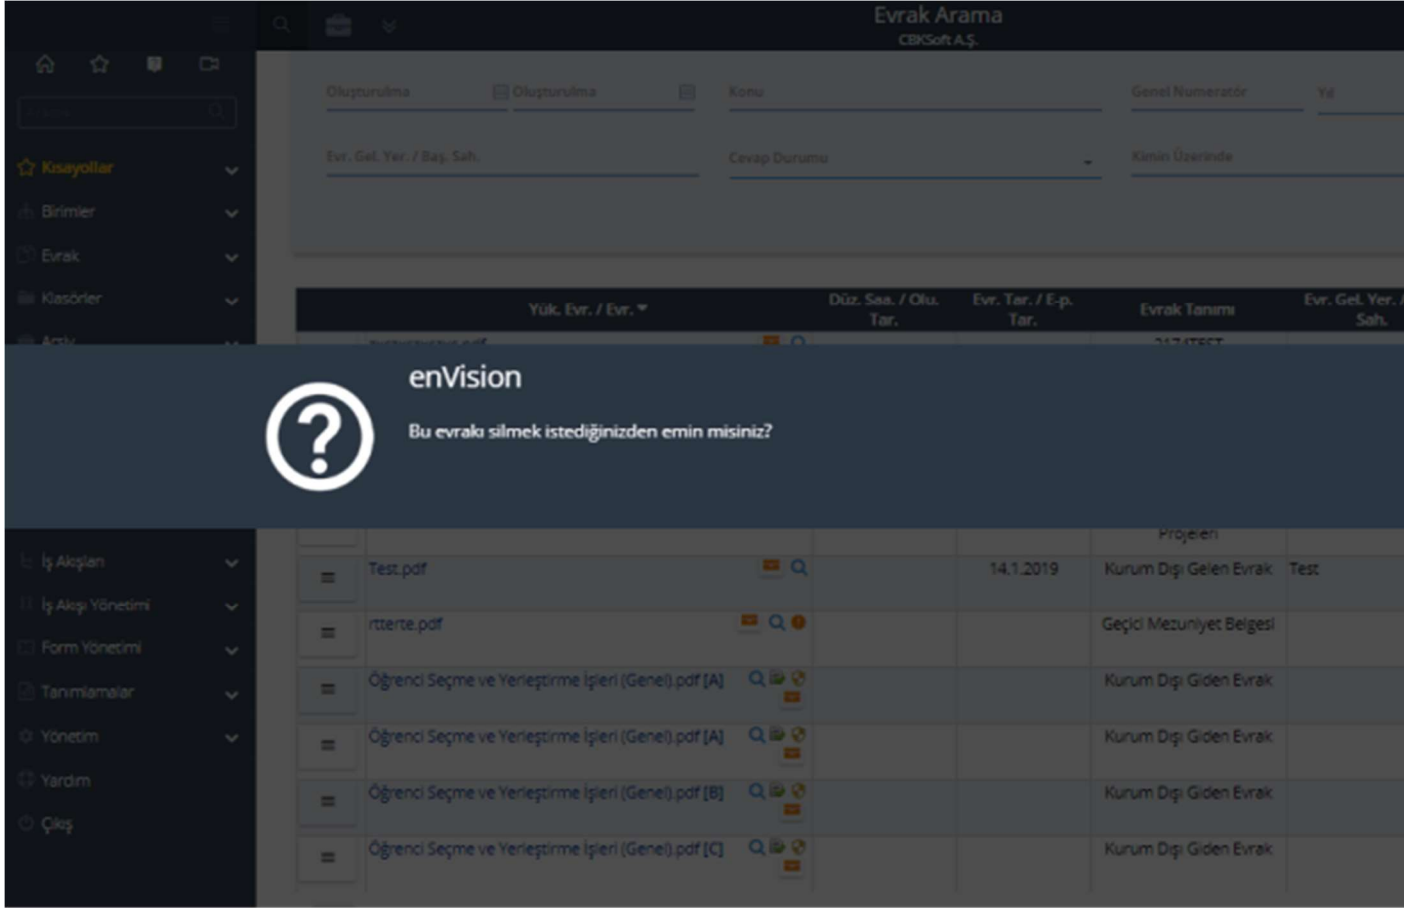 Evrak Arama
CBKSoft A.Ş.
Oluşturulma
Oluşturulma
Konu
Genel Numeratör
Yıl
Evr. Gel. Yer. / Baş. Sah.
Cevap Durumu
Kimin Üzerinde
Kısayollar
Birimler
Evrak
Klasörler
Arşiv
Yük. Evr. / Evr.
Düz. Saa. / Olu. Tar.
Evr. Tar. / E-p. Tar.
Evrak Tanımı
Evr. Gel. Yer. / Sah.
2174TEST
enVision
Bu evrakı silmek istediğinizden emin misiniz?
Projeleri
İş Akışları
İş Akışı Yönetimi
Form Yönetimi
Tanımlamalar
Yönetim
Yardım
Çıkış
Test.pdf
14.1.2019
Kurum Dışı Gelen Evrak
Test
rtterte.pdf
Geçici Mezuniyet Belgesi
Öğrenci Seçme ve Yerleştirme İşleri (Genel).pdf [A]
Kurum Dışı Giden Evrak
Öğrenci Seçme ve Yerleştirme İşleri (Genel).pdf [A]
Kurum Dışı Giden Evrak
Öğrenci Seçme ve Yerleştirme İşleri (Genel).pdf [B]
Kurum Dışı Giden Evrak
Öğrenci Seçme ve Yerleştirme İşleri (Genel).pdf [C]
Kurum Dışı Giden Evrak